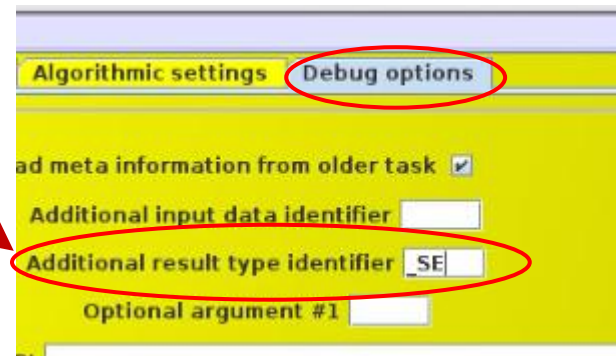 Algorithmic settings Debug options
ad meta information from older task
Additional input data identifier
Additional result type identifier _SE
Optional argument #1